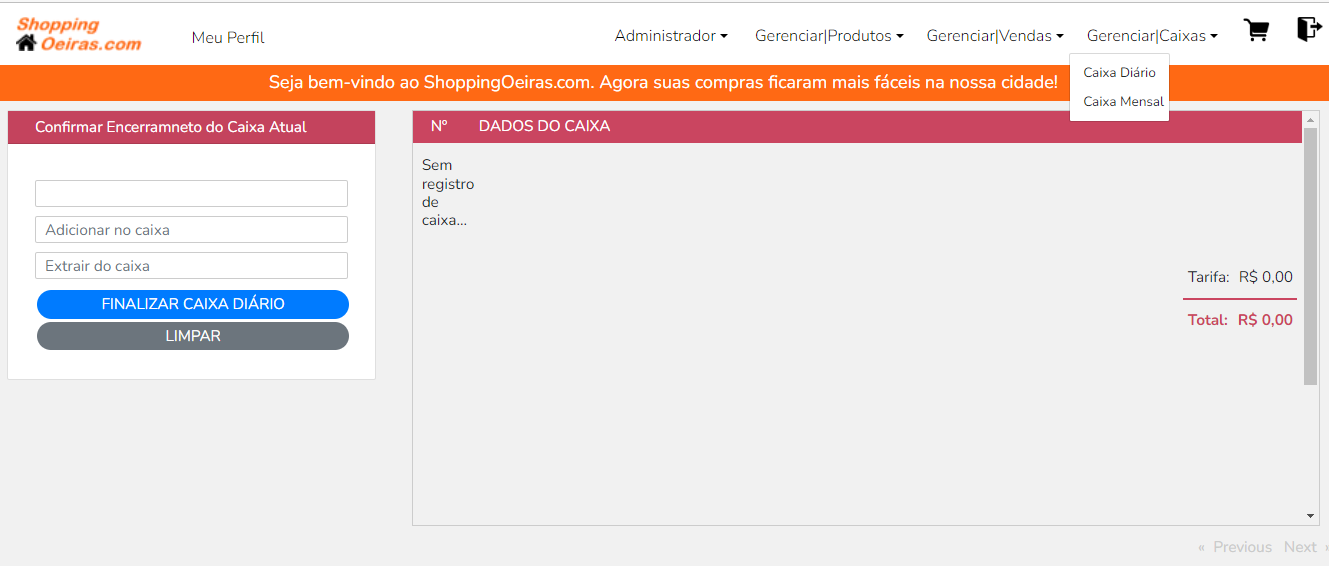 Shopping
Oeiras.com
Meu Perfil
Administrador
Gerenciar|Produtos
Gerenciar|Vendas
Gerenciar|Caixas
Caixa Diário
Caixa Mensal
Seja bem-vindo ao ShoppingOeiras.com. Agora suas compras ficaram mais fáceis na nossa cidade!
Confirmar Encerramneto do Caixa Atual
Adicionar no caixa
Extrair do caixa
FINALIZAR CAIXA DIÁRIO
LIMPAR
Nº DADOS DO CAIXA
Sem
registro
de
caixa...
Tarifa: R$ 0,00
Total: R$ 0,00
« Previous Next »